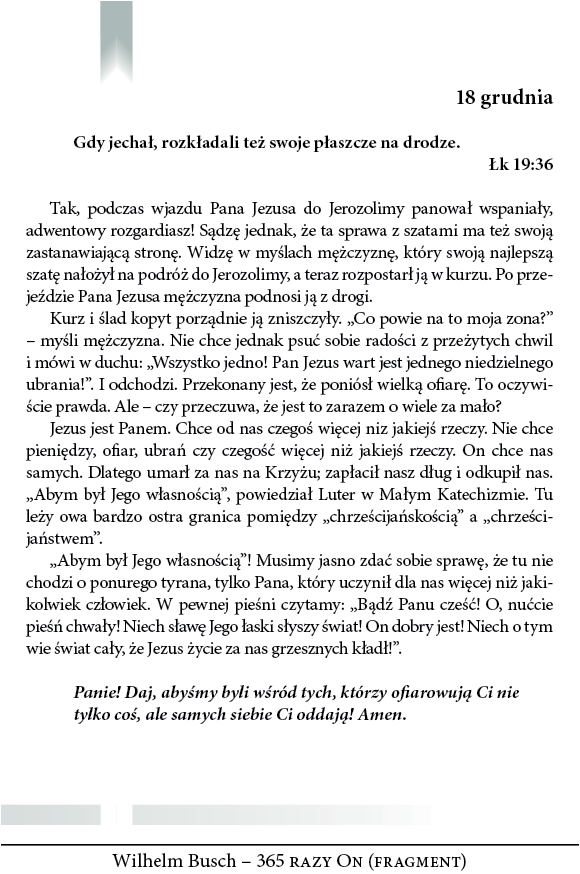 18 grudnia
Gdy jechał, rozkładali też swoje płaszcze na drodze.
Łk 19:36
Tak, podczas wjazdu Pana Jezusa do Jerozolimy panował wspaniały,
adwentowy rozgardiasz! Sądzę jednak, że ta sprawa z szatami ma też swoją
zastanawiającą stronę. Widzę w myślach mężczyznę, który swoją najlepszą
szatę nałożył na podróż do Jerozolimy, a teraz rozpostarł ją w kurzu. Po prze-
jeździe Pana Jezusa mężczyzna podnosi ją z drogi.
Kurz i ślad kopyt porządnie ją zniszczyły. „Co powie na to moja zona?”
– myśli mężczyzna. Nie chce jednak psuć sobie radości z przeżytych chwil
i mówi w duchu: „Wszystko jedno! Pan Jezus wart jest jednego niedzielnego
ubrania!”. I odchodzi. Przekonany jest, że poniósł wielką ofiarę. To oczywi-
ście prawda. Ale – czy przeczuwa, że jest to zarazem o wiele za mało?
Jezus jest Panem. Chce od nas czegoś więcej niz jakiejś rzeczy. Nie chce
pieniędzy, ofiar, ubrań czy czegość więcej niż jakiejś rzeczy. On chce nas
samych. Dlatego umarł za nas na Krzyżu; zapłacił nasz dług i odkupił nas.
„Abym był Jego własnością”, powiedział Luter w Małym Katechizmie. Tu
leży owa bardzo ostra granica pomiędzy „chrześcijańskością” a „chrześci-
jaństwem”.
„Abym był Jego własnością”! Musimy jasno zdać sobie sprawę, że tu nie
chodzi o ponurego tyrana, tylko Pana, który uczynił dla nas więcej niż jaki-
kolwiek człowiek. W pewnej pieśni czytamy: „Bądź Panu cześć! O, nućcie
pieśń chwały! Niech sławę Jego łaski słyszy świat! On dobry jest! Niech o tym
wie świat cały, że Jezus życie za nas grzesznych kładł!”.
Panie! Daj, abyśmy byli wśród tych, którzy ofiarowują Ci nie
tylko coś, ale samych siebie Ci oddają! Amen.
Wilhelm Busch – 365 razy On (fragment)